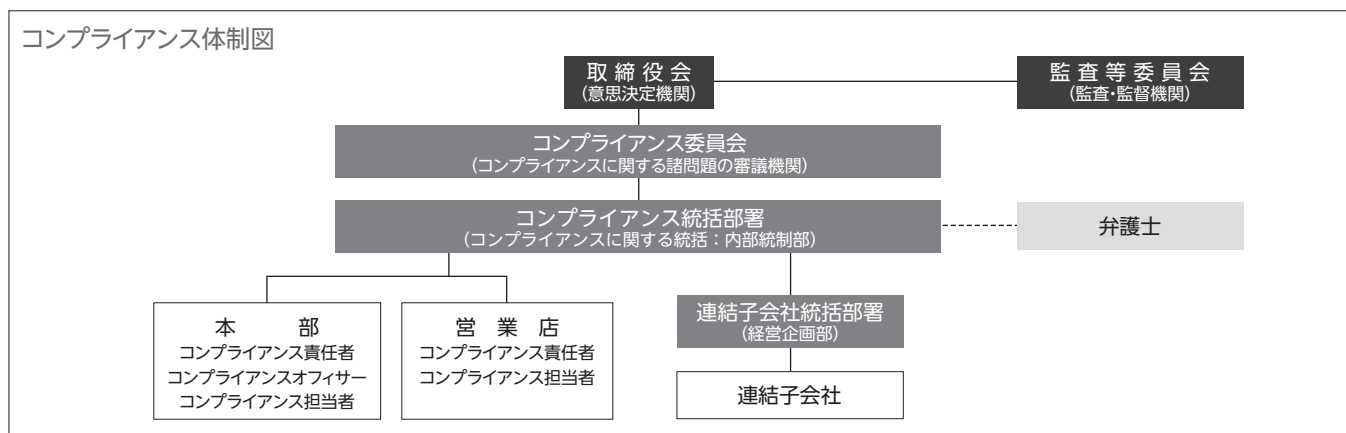 コンプライアンス体制図
取締役会
(意思決定機関)
監査等委員会
(監査・監督機関)
コンプライアンス委員会
(コンプライアンスに関する諸問題の審議機関)
コンプライアンス統括部署
(コンプライアンスに関する統括：内部統制部)
弁護士
本部
コンプライアンス責任者
コンプライアンスオフィサー
コンプライアンス担当者
営業店
コンプライアンス責任者
コンプライアンス担当者
連結子会社統括部署
(経営企画部)
連結子会社